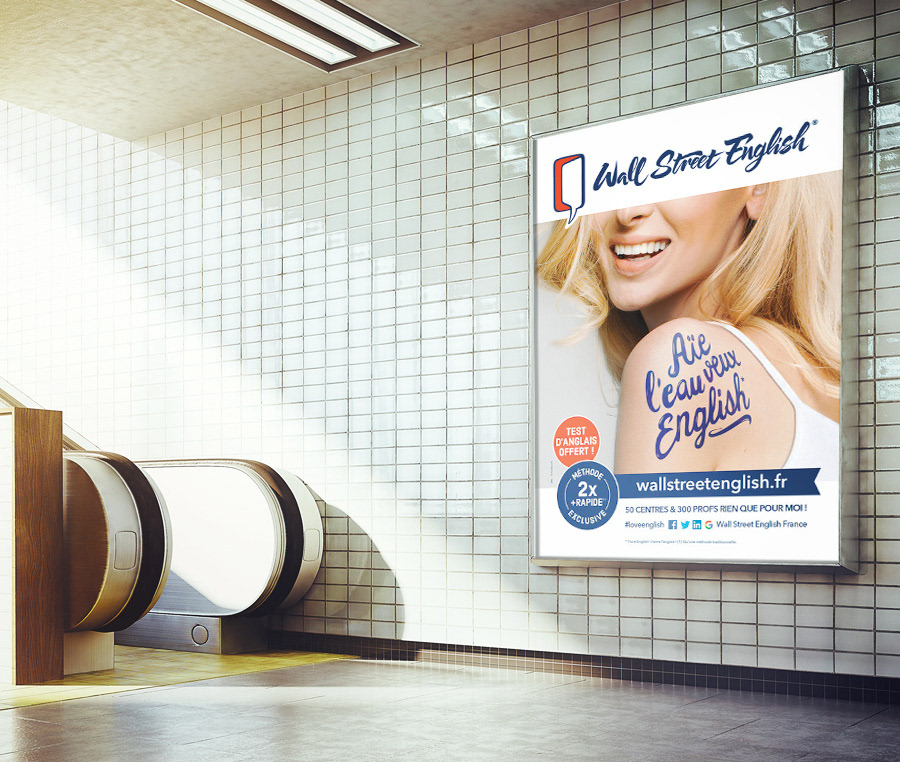 Wall Street English®
Aïe
l'eau veux
English*
TEST
D'ANGLAIS
OFFERT !
MÉTHODE
2x
+RAPIDE*
EXCLUSIVE
wallstreetenglish.fr
50 CENTRES & 300 PROFS RIEN QUE POUR MOI !
#loveenglish Wall Street English France